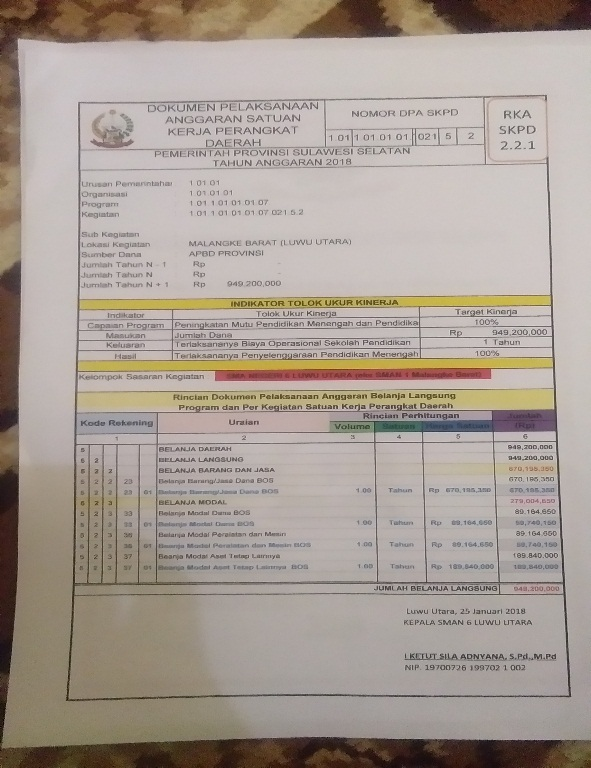 DOKUMEN PELAKSANAAN
ANGGARAN SATUAN
KERJA PERANGKAT
DAERAH
NOMOR DPA SKPD
1 01 1 01 01 01 021 5 2
RKA
SKPD
2.2.1
PEMERINTAH PROVINSI SULAWESI SELATAN
TAHUN ANGGARAN 2018
Urusan Pemerintahan 1 01 01
Organisasi 1 01 01 01
Program 1 01 1 01 01 01 07
Kegiatan 1 01 1 01 01 01 07 021 5 2
Sub Kegiatan
Lokasi Kegiatan MALANGKE BARAT (LUWU UTARA)
Sumber Dana APBD PROVINSI
Jumlah Tahun N - 1 Rp -
Jumlah Tahun N Rp -
Jumlah Tahun N + 1 Rp 949,200,000
INDIKATOR TOLOK UKUR KINERJA
Indikator Tolok Ukur Kinerja Target Kinerja
Capaian Program Peningkatan Mutu Pendidikan Menengah dan Pendidika 100%
Masukan Jumlah Dana Rp 949,200,000
Keluaran Terlaksananya Biaya Operasional Sekolah Pendidikan 1 Tahun
Hasil Terlaksananya Penyelenggaraan Pendidikan Menengah 100%
Kelompok Sasaran Kegiatan SMA NEGERI 6 LUWU UTARA (eks SMAN 1 Malangke Barat)
Rincian Dokumen Pelaksanaan Anggaran Belanja Langsung
Program dan Per Kegiatan Satuan Kerja Perangkat Daerah
Kode Rekening Uraian Rincian Perhitungan Jumlah (Rp)
Volume Satuan Harga Satuan
1 2 3 4 5 6
5 BELANJA DAERAH 949,200,000
5 2 BELANJA LANGSUNG 949,200,000
5 2 2 BELANJA BARANG DAN JASA 670,195,350
5 2 2 23 Belanja Barang/Jasa Dana BOS 670,195,350
5 2 2 23 01 Belanja Barang/Jasa Dana BOS 1.00 Tahun Rp 670,195,350 670,195,350
5 2 3 BELANJA MODAL 279,004,650
5 2 3 33 Belanja Modal Dana BOS 89,164,650
5 2 3 33 01 Belanja Modal Dana BOS 1.00 Tahun Rp 89,164,650 58,740,150
5 2 3 36 Belanja Modal Peralatan dan Mesin 89,164,650
5 2 3 36 01 Beanja Modal Peralatan dan Mesin BOS 1.00 Tahun Rp 89,164,650 58,740,150
5 2 3 37 Beanja Modal Aset Tetap Lainnya 189,840,000
5 2 3 37 01 Beanja Modal Aset Tetap Lainnya BOS 1.00 Tahun Rp 189,840,000 189,840,000
JUMLAH BELANJA LANGSUNG 949,200,000
Luwu Utara, 25 Januari 2018
KEPALA SMAN 6 LUWU UTARA
I KETUT SILA ADNYANA, S.Pd.,M.Pd
NIP. 19700726 199702 1 002